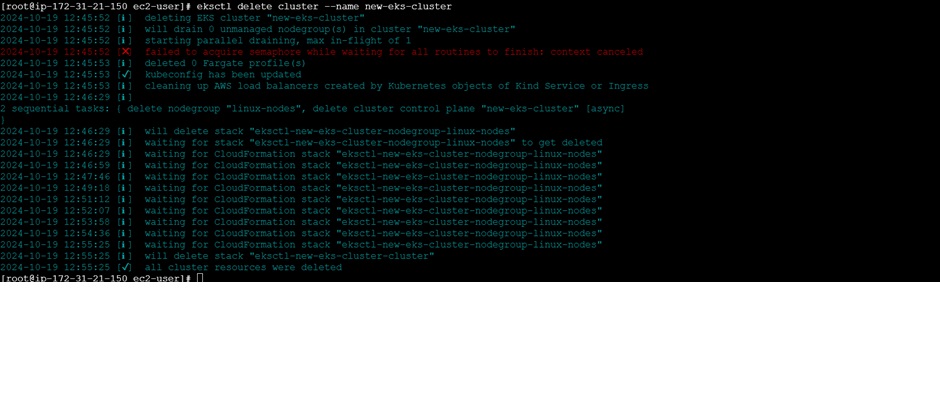 [root@ip-172-31-21-150 ec2-user]# eksctl delete cluster --name new-eks-cluster
2024-10-19 12:45:52 [ℹ]  deleting EKS cluster "new-eks-cluster"
2024-10-19 12:45:52 [ℹ]  will drain 0 unmanaged nodegroup(s) in cluster "new-eks-cluster"
2024-10-19 12:45:52 [ℹ]  starting parallel draining, max in-flight of 1
2024-10-19 12:45:52 [✖]  failed to acquire semaphore while waiting for all routines to finish: context canceled
2024-10-19 12:45:53 [ℹ]  deleted 0 Fargate profile(s)
2024-10-19 12:45:53 [✔]  kubeconfig has been updated
2024-10-19 12:45:53 [ℹ]  cleaning up AWS load balancers created by Kubernetes objects of Kind Service or Ingress
2024-10-19 12:46:29 [ℹ]
2 sequential tasks: { delete nodegroup "linux-nodes", delete cluster control plane "new-eks-cluster" [async]
}
2024-10-19 12:46:29 [ℹ]  will delete stack "eksctl-new-eks-cluster-nodegroup-linux-nodes"
2024-10-19 12:46:29 [ℹ]  waiting for stack "eksctl-new-eks-cluster-nodegroup-linux-nodes" to get deleted
2024-10-19 12:46:29 [ℹ]  waiting for CloudFormation stack "eksctl-new-eks-cluster-nodegroup-linux-nodes"
2024-10-19 12:46:59 [ℹ]  waiting for CloudFormation stack "eksctl-new-eks-cluster-nodegroup-linux-nodes"
2024-10-19 12:47:46 [ℹ]  waiting for CloudFormation stack "eksctl-new-eks-cluster-nodegroup-linux-nodes"
2024-10-19 12:49:18 [ℹ]  waiting for CloudFormation stack "eksctl-new-eks-cluster-nodegroup-linux-nodes"
2024-10-19 12:51:12 [ℹ]  waiting for CloudFormation stack "eksctl-new-eks-cluster-nodegroup-linux-nodes"
2024-10-19 12:52:07 [ℹ]  waiting for CloudFormation stack "eksctl-new-eks-cluster-nodegroup-linux-nodes"
2024-10-19 12:53:58 [ℹ]  waiting for CloudFormation stack "eksctl-new-eks-cluster-nodegroup-linux-nodes"
2024-10-19 12:54:36 [ℹ]  waiting for CloudFormation stack "eksctl-new-eks-cluster-nodegroup-linux-nodes"
2024-10-19 12:55:25 [ℹ]  waiting for CloudFormation stack "eksctl-new-eks-cluster-nodegroup-linux-nodes"
2024-10-19 12:55:25 [ℹ]  will delete stack "eksctl-new-eks-cluster-cluster"
2024-10-19 12:55:25 [✔]  all cluster resources were deleted
[root@ip-172-31-21-150 ec2-user]#